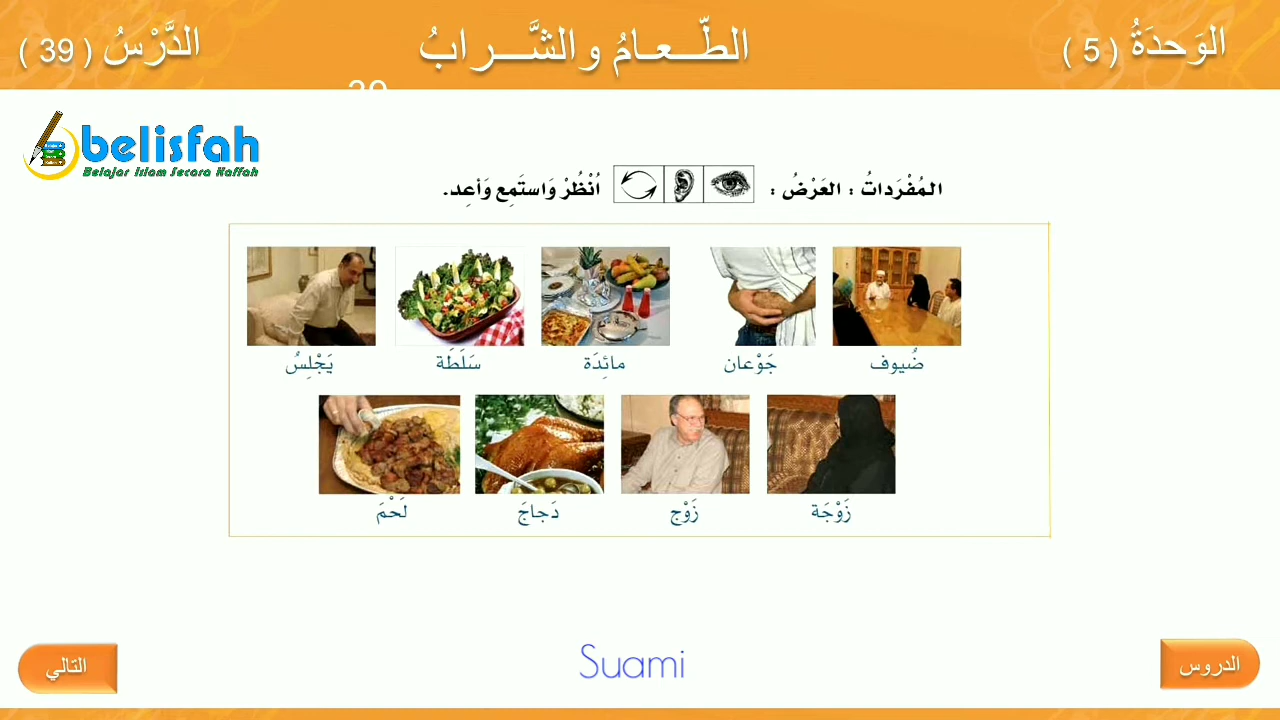 الوَحدَةُ ( 5 )
الطّـــعـامُ والشَّـــرابُ
الدَّرْسُ ( 39 )
belisfah
Belajar Islam Secara Kaffah
المُفْرَداتُ : العَرْضُ : اُنْظُرْ وَاستَمِع وَأعِد.
ضُيوف
جَوْعان
مائِدَة
سَلَطَة
يَجْلِسُ
زَوْجَة
زَوْج
دَجاجَ
لَحْمَ
الدروس
Suami
التالي